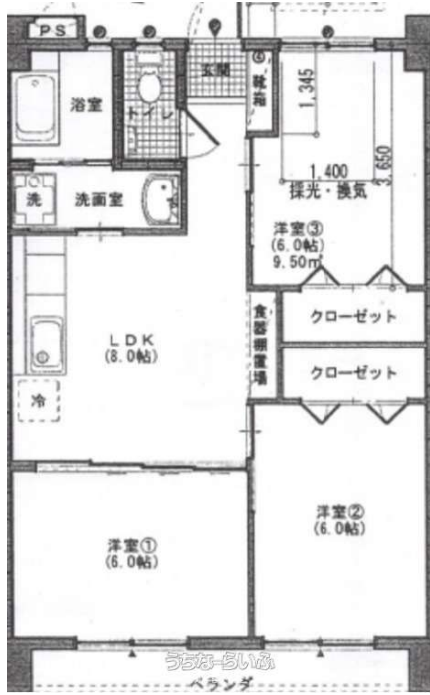 PS
浴室
トイレ
玄関
靴箱
1,345
1,400
3,650
採光・換気
洗
洗面室
洋室③
(6.0帖)
9.50㎡
LDK
(8.0帖)
食器棚置場
クローゼット
クローゼット
冷
洋室①
(6.0帖)
洋室②
(6.0帖)
うちなーらいふ
ベランダ